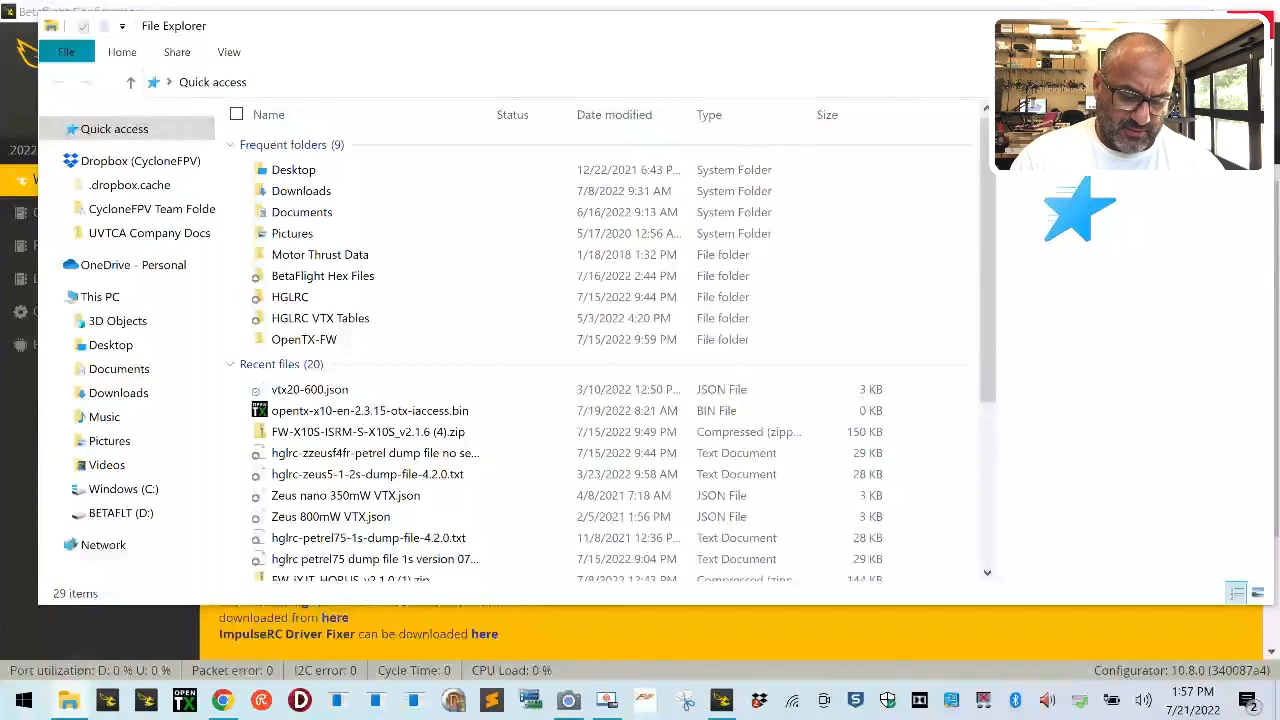 Bet
File Explorer
File Home Share View
Quick access
Name Status Date modified Type Size
Quick access
Frequent folders (9)
2022
Dropbox (CycloneFPV)
Desktop 6:43 P... System Folder
.dropbox.cache
Downloads 7/8/2022 9:31 AM System Folder
CycloneFPV Team Folde
Documents 6/16/2022 9:13 AM System Folder
UVTCA Company Docs
Pictures 5/17/2020 12:56 A... System Folder
OneDrive - Personal
Motor Thrust Data 1/18/2018 1:32 PM File folder
BetaFlight Hex Files 7/16/2022 2:44 PM File folder
This PC
HGLRC 7/15/2022 9:44 PM File folder
3D Objects
HGLRC VTX Tables 5/3/2022 4:20 PM File folder
Desktop
OpenTX-FW 7/15/2022 9:59 PM File folder
Documents
Recent files (20)
Downloads
vtx20-600.json 3/10/2022 12:50 P... JSON File 3 KB
Music
opentx-x10-en-2.3.15-otx-iaccess.bin 7/19/2022 8:21 AM BIN File 0 KB
Pictures
FW-X10S-ISRM-S-X10S_v2.1.6 (4).zip 7/15/2022 9:49 PM Compressed (zipp... 150 KB
Videos
hglrc-zzeusf4fr-petrel dump file no se... 7/15/2022 9:44 PM Text Document 29 KB
Windows (C:)
hglrc-zeus5-1-2s-dump-file-4.2.0.txt 3/23/2022 9:58 AM Text Document 28 KB
BETAFLT (D:)
Zeus nano 350mW VTX.json 4/8/2021 7:18 AM JSON File 3 KB
Zeus 800mW VTX.json 2/5/2021 1:56 PM JSON File 3 KB
Network
hglrc-petrel75-1s-dump-file-4.2.0.txt 11/8/2021 12:36 P... Text Document 28 KB
hglrc petrel75 dump file 1s version 07... 7/15/2022 9:04 PM Text Document 29 KB
7/8/2022 12:43 PM Compressed (zipp... 144 KB
29 items
downloaded from here
ImpulseRC Driver Fixer can be downloaded here
Port utilization: D: 0 % U: 0 % Packet error: 0 I2C error: 0 Cycle Time: 0 CPU Load: 0 % Configurator: 10.8.0 (340087a4)
OPEN TX
1:57 PM
7/21/2022
2